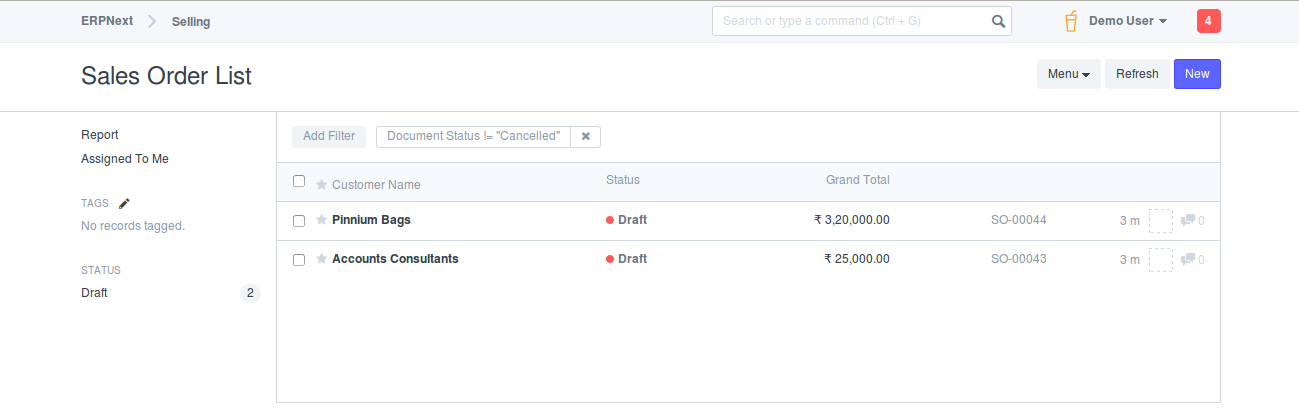 ERPNext Selling Search or type a command (Ctrl + G) Demo User 4
Sales Order List Menu Refresh New
Report
Assigned To Me
TAGS
No records tagged.
STATUS
Draft 2
Add Filter Document Status != "Cancelled"
Customer Name Status Grand Total
Pinnium Bags Draft ₹ 3,20,000.00 SO-00044 3 m 0
Accounts Consultants Draft ₹ 25,000.00 SO-00043 3 m 0